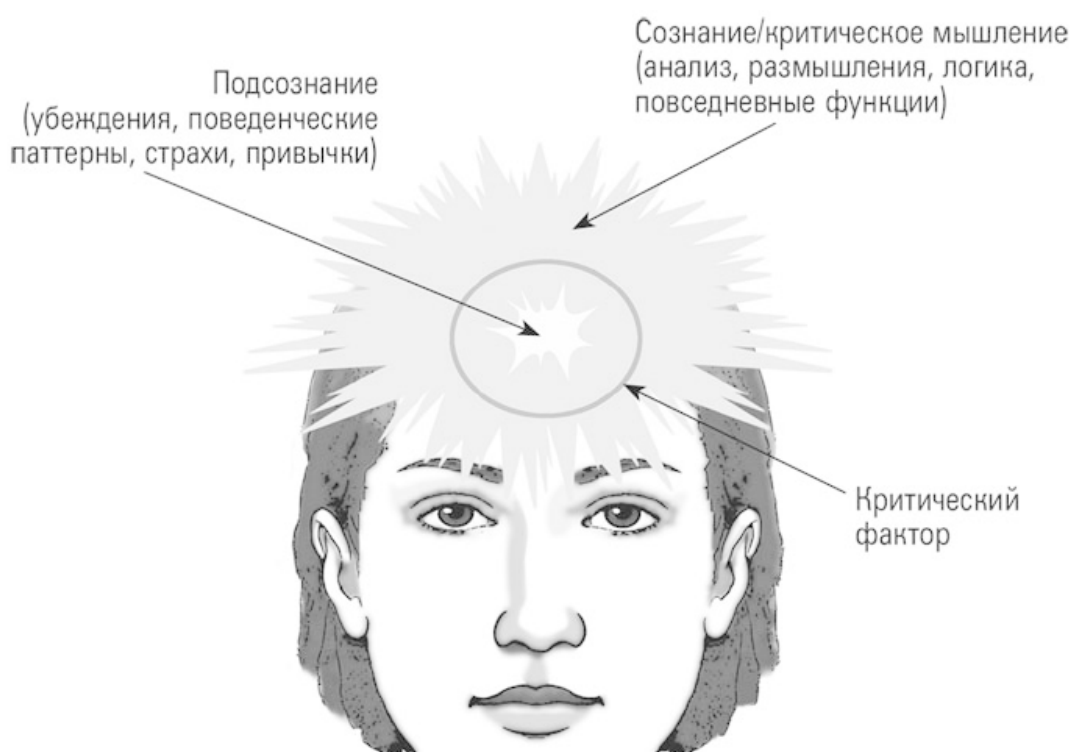 Сознание/критическое мышление
(анализ, размышления, логика,
повседневные функции)
Подсознание
(убеждения, поведенческие
паттерны, страхи, привычки)
Критический
фактор